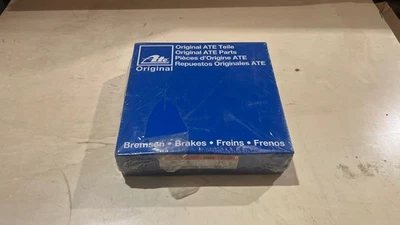 Ate
Original
Original ATE Teile
Original ATE Parts
Pièces d'Origine ATE
Repuestos Originales ATE
Bremsen • Brakes • Freins • Frenos